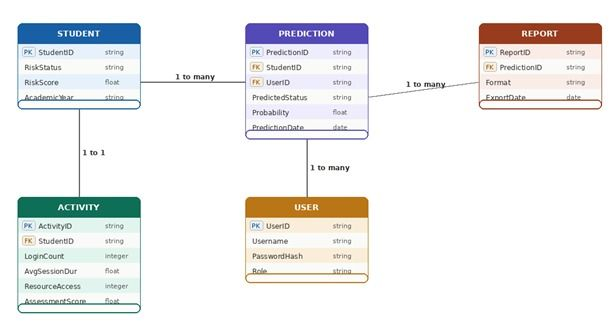 STUDENT
PK StudentID string
RiskStatus string
RiskScore float
AcademicYear string
PREDICTION
PK PredictionID string
FK StudentID string
FK UserID string
PredictedStatus string
Probability float
PredictionDate date
REPORT
PK ReportID string
FK PredictionID string
Format string
ExportDate date
1 to many
1 to many
1 to 1
1 to many
ACTIVITY
PK ActivityID string
FK StudentID string
LoginCount integer
AvgSessionDur float
ResourceAccess integer
AssessmentScore float
USER
PK UserID string
Username string
PasswordHash string
Role string